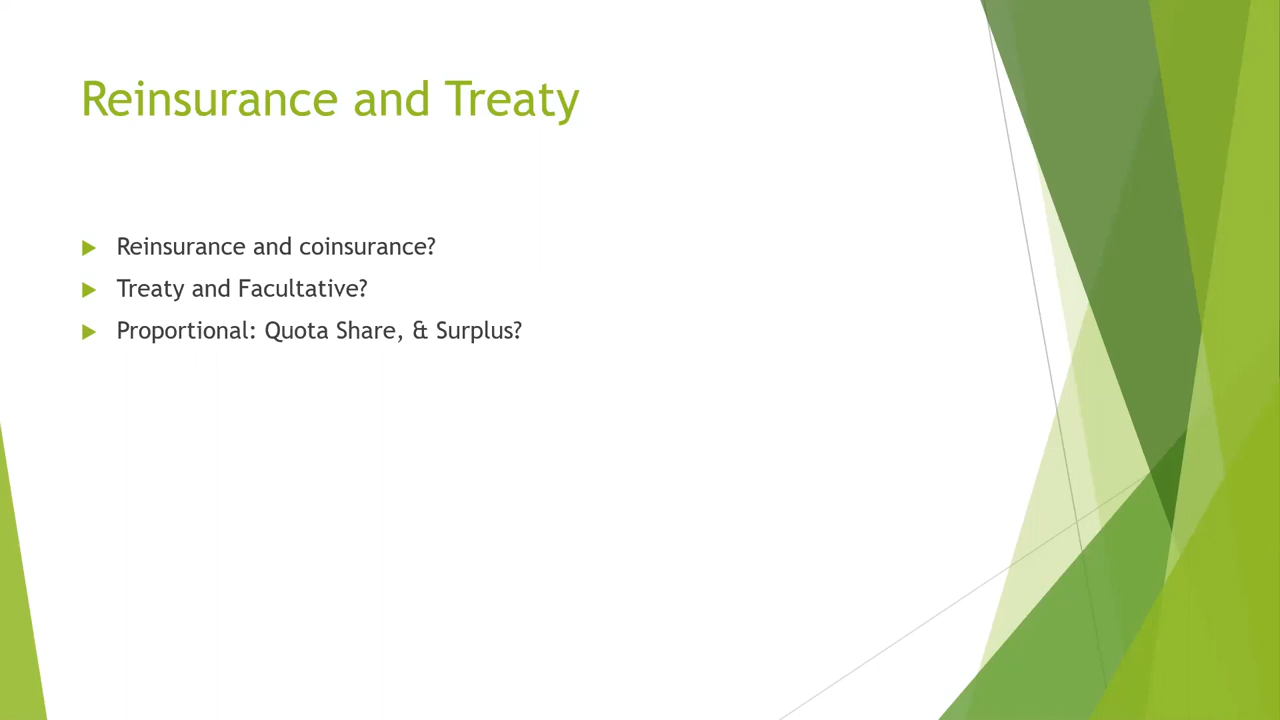 Reinsurance and Treaty
Reinsurance and coinsurance?
Treaty and Facultative?
Proportional: Quota Share, & Surplus?